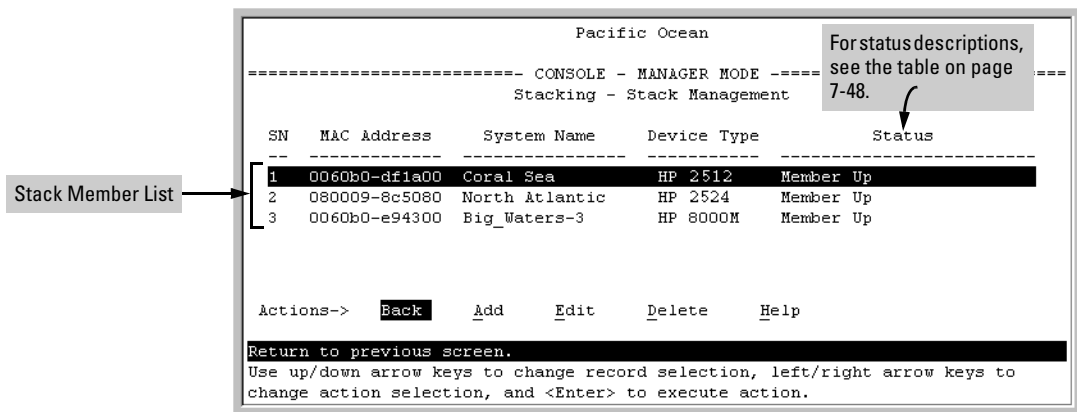 Pacific Ocean
For status descriptions,
see the table on page
7-48.
==========================- CONSOLE - MANAGER MODE -==== ===
Stacking - Stack Management
SN MAC Address System Name Device Type Status
-- ------------- ---------------- ----------- -------------------------
1 0060b0-df1a00 Coral Sea HP 2512 Member Up
2 080009-8c5080 North Atlantic HP 2524 Member Up
3 0060b0-e94300 Big_Waters-3 HP 8000M Member Up
Stack Member List
Actions-> Back Add Edit Delete Help
Return to previous screen.
Use up/down arrow keys to change record selection, left/right arrow keys to
change action selection, and <Enter> to execute action.